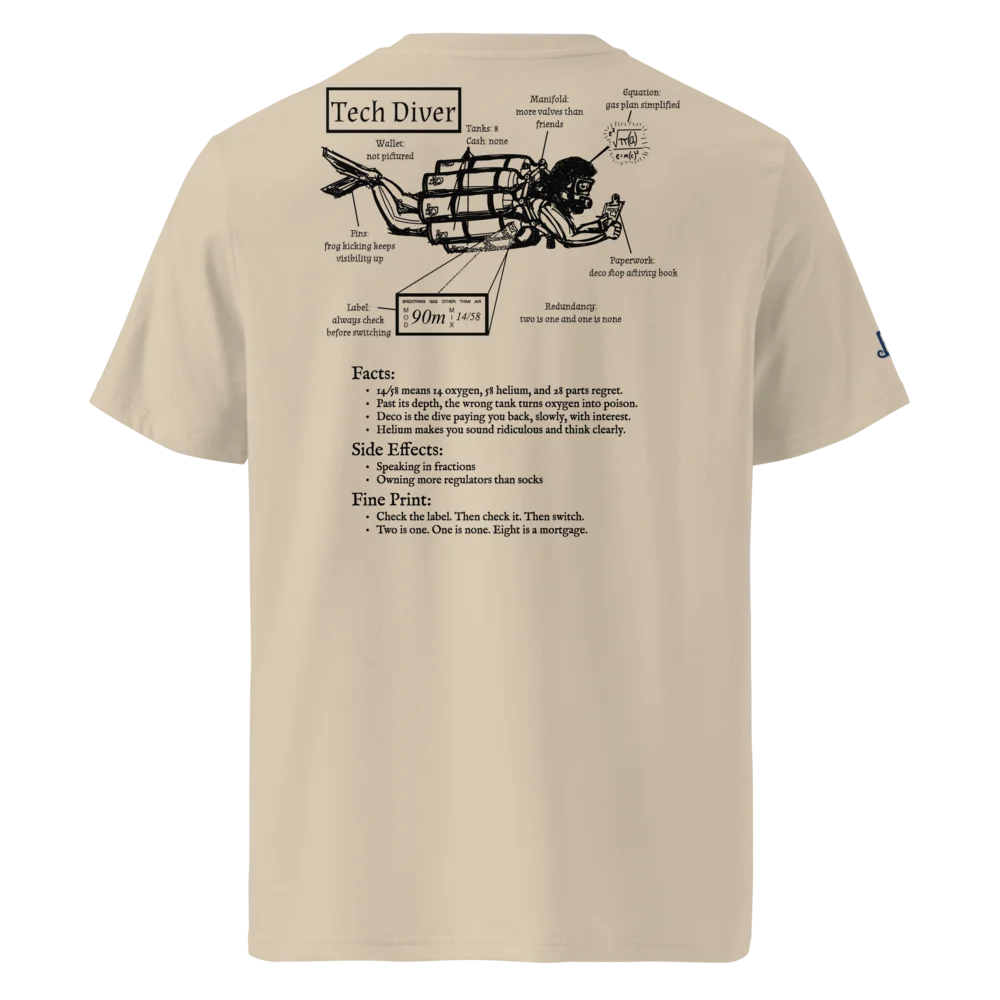 Tech Diver
Wallet:
not pictured
Tanks: 8
Cash: none
Manifold:
more valves than
friends
Equation:
gas plan simplified
Fins:
frog kicking keeps
visibility up
Paperwork:
deco stop activity book
Label:
always check
before switching
BREATHING GAS OTHER THAN AIR
MOD 90m MIX 14/58
Redundancy:
two is one and one is none
Facts:
• 14/58 means 14 oxygen, 58 helium, and 28 parts regret.
• Past its depth, the wrong tank turns oxygen into poison.
• Deco is the dive paying you back, slowly, with interest.
• Helium makes you sound ridiculous and think clearly.
Side Effects:
• Speaking in fractions
• Owning more regulators than socks
Fine Print:
• Check the label. Then check it. Then switch.
• Two is one. One is none. Eight is a mortgage.